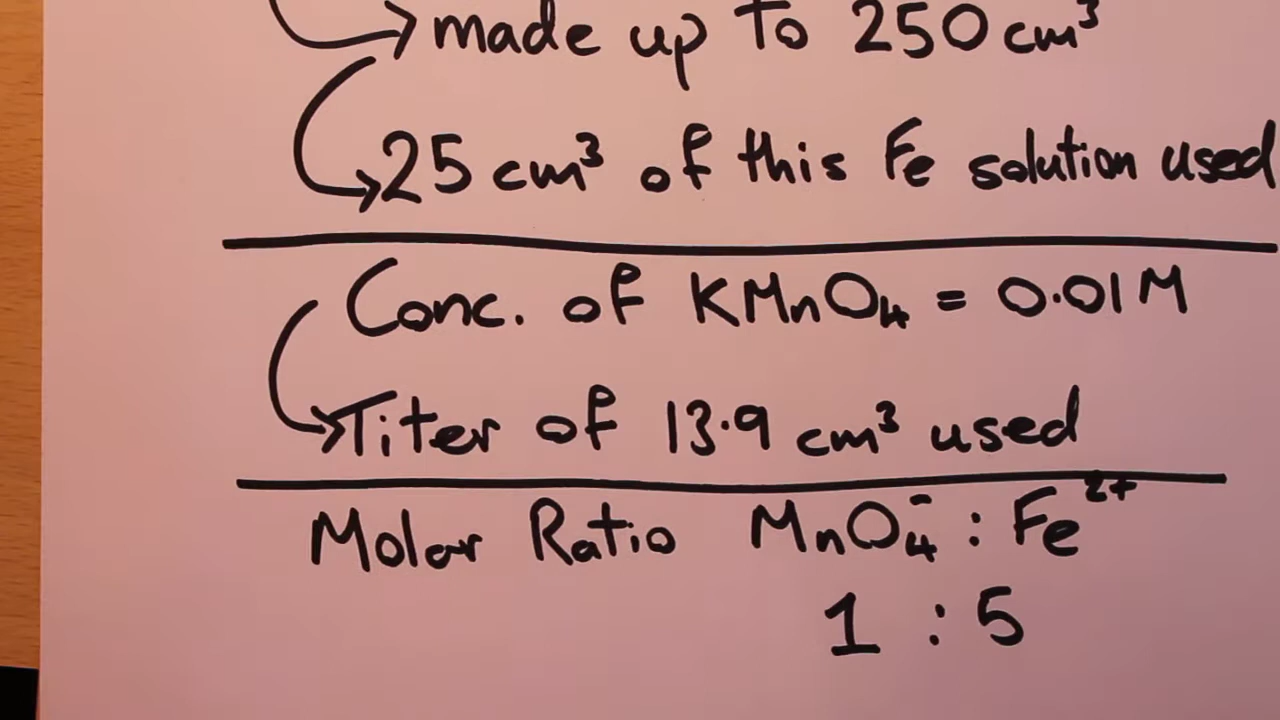 made up to 250 cm³
25 cm³ of this Fe solution used
Conc. of KMnO₄ = 0.01M
Titer of 13.9 cm³ used
Molar Ratio MnO₄⁻ : Fe²⁺
1 : 5